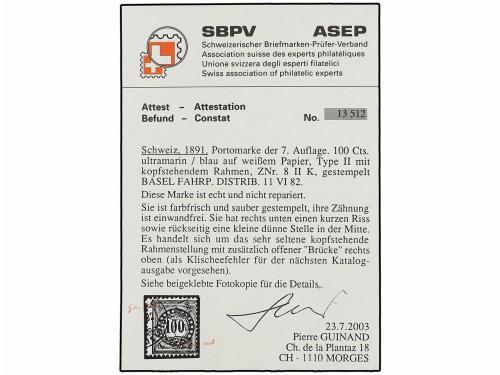 SBPV ASEP
Schweizerischer Briefmarken-Prüfer-Verband
Association suisse des experts philatéliques
Unione svizzera degli esperti filatelici
Swiss association of philatelic experts
Attest – Attestation
Befund – Constat No. 13 512
Schweiz, 1891. Portomarke der 7. Auflage. 100 Cts.
ultramarin / blau auf weißem Papier, Type II mit
kopfstehendem Rahmen, ZNr. 8 II K, gestempelt
BASEL FAHRP. DISTRIB. 11 VI 82.
Diese Marke ist echt und nicht repariert.
Sie ist farbfrisch und sauber gestempelt, ihre Zähnung
ist einwandfrei. Sie hat rechts unten einen kurzen Riss
sowie rückseitig eine kleine dünne Stelle in der Mitte.
Es handelt sich um das sehr seltene kopfstehende
Rahmenstellung mit zusätzlich offener "Brücke" rechts
oben (als Klischeefehler für der nächsten Katalog-
ausgabe vorgesehen).
Siehe beigeklebte Fotokopie für die Details.
100
23.7.2003
Pierre GUINAND
Ch. de la Plantaz 18
CH - 1110 MORGES